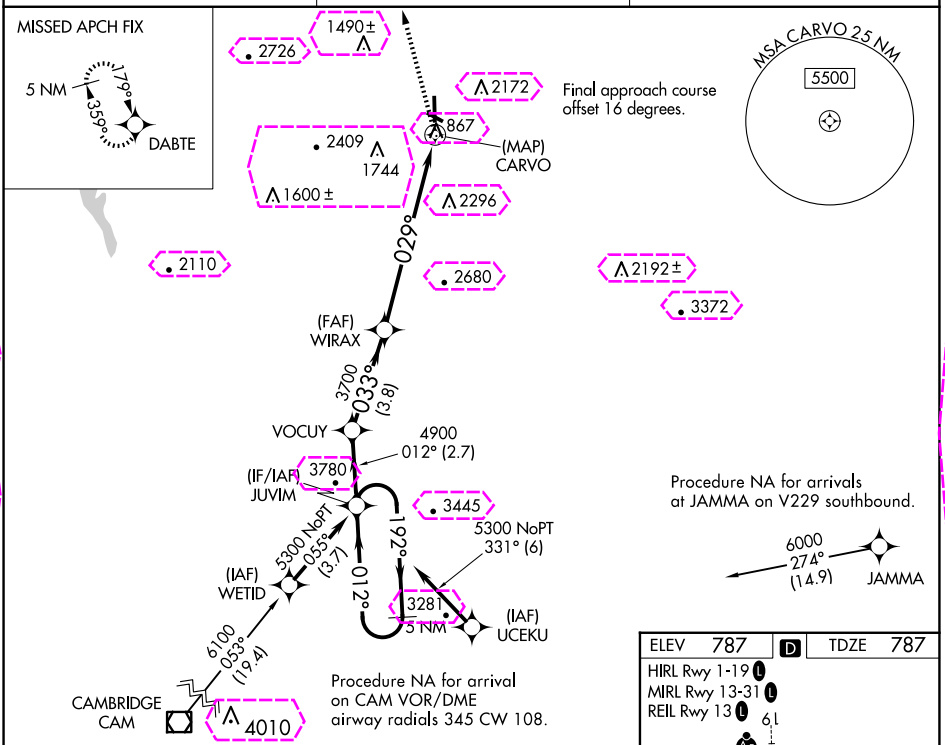 MISSED APCH FIX
5 NM
179°
359°
DABTE
2726
1490±
2172
867
Final approach course
offset 16 degrees.
MSA CARVO 25 NM
5500
(MAP)
CARVO
2409
1744
1600±
2296
029°
2110
2680
2192±
3372
(FAF)
WIRAX
3700
033°
(3.8)
VOCUY
4900
012° (2.7)
3780
(IF/IAF)
JUVIM
3445
192°
012°
5300 NoPT
055°
(3.7)
5300 NoPT
331° (6)
(IAF)
WETID
3281
5 NM
(IAF)
UCEKU
Procedure NA for arrivals
at JAMMA on V229 southbound.
6000
274°
(14.9)
JAMMA
6100
053°
(19.4)
CAMBRIDGE
CAM
4010
Procedure NA for arrival
on CAM VOR/DME
airway radials 345 CW 108.
ELEV 787 D TDZE 787
HIRL Rwy 1-19 L
MIRL Rwy 13-31 L
REIL Rwy 13 L
19